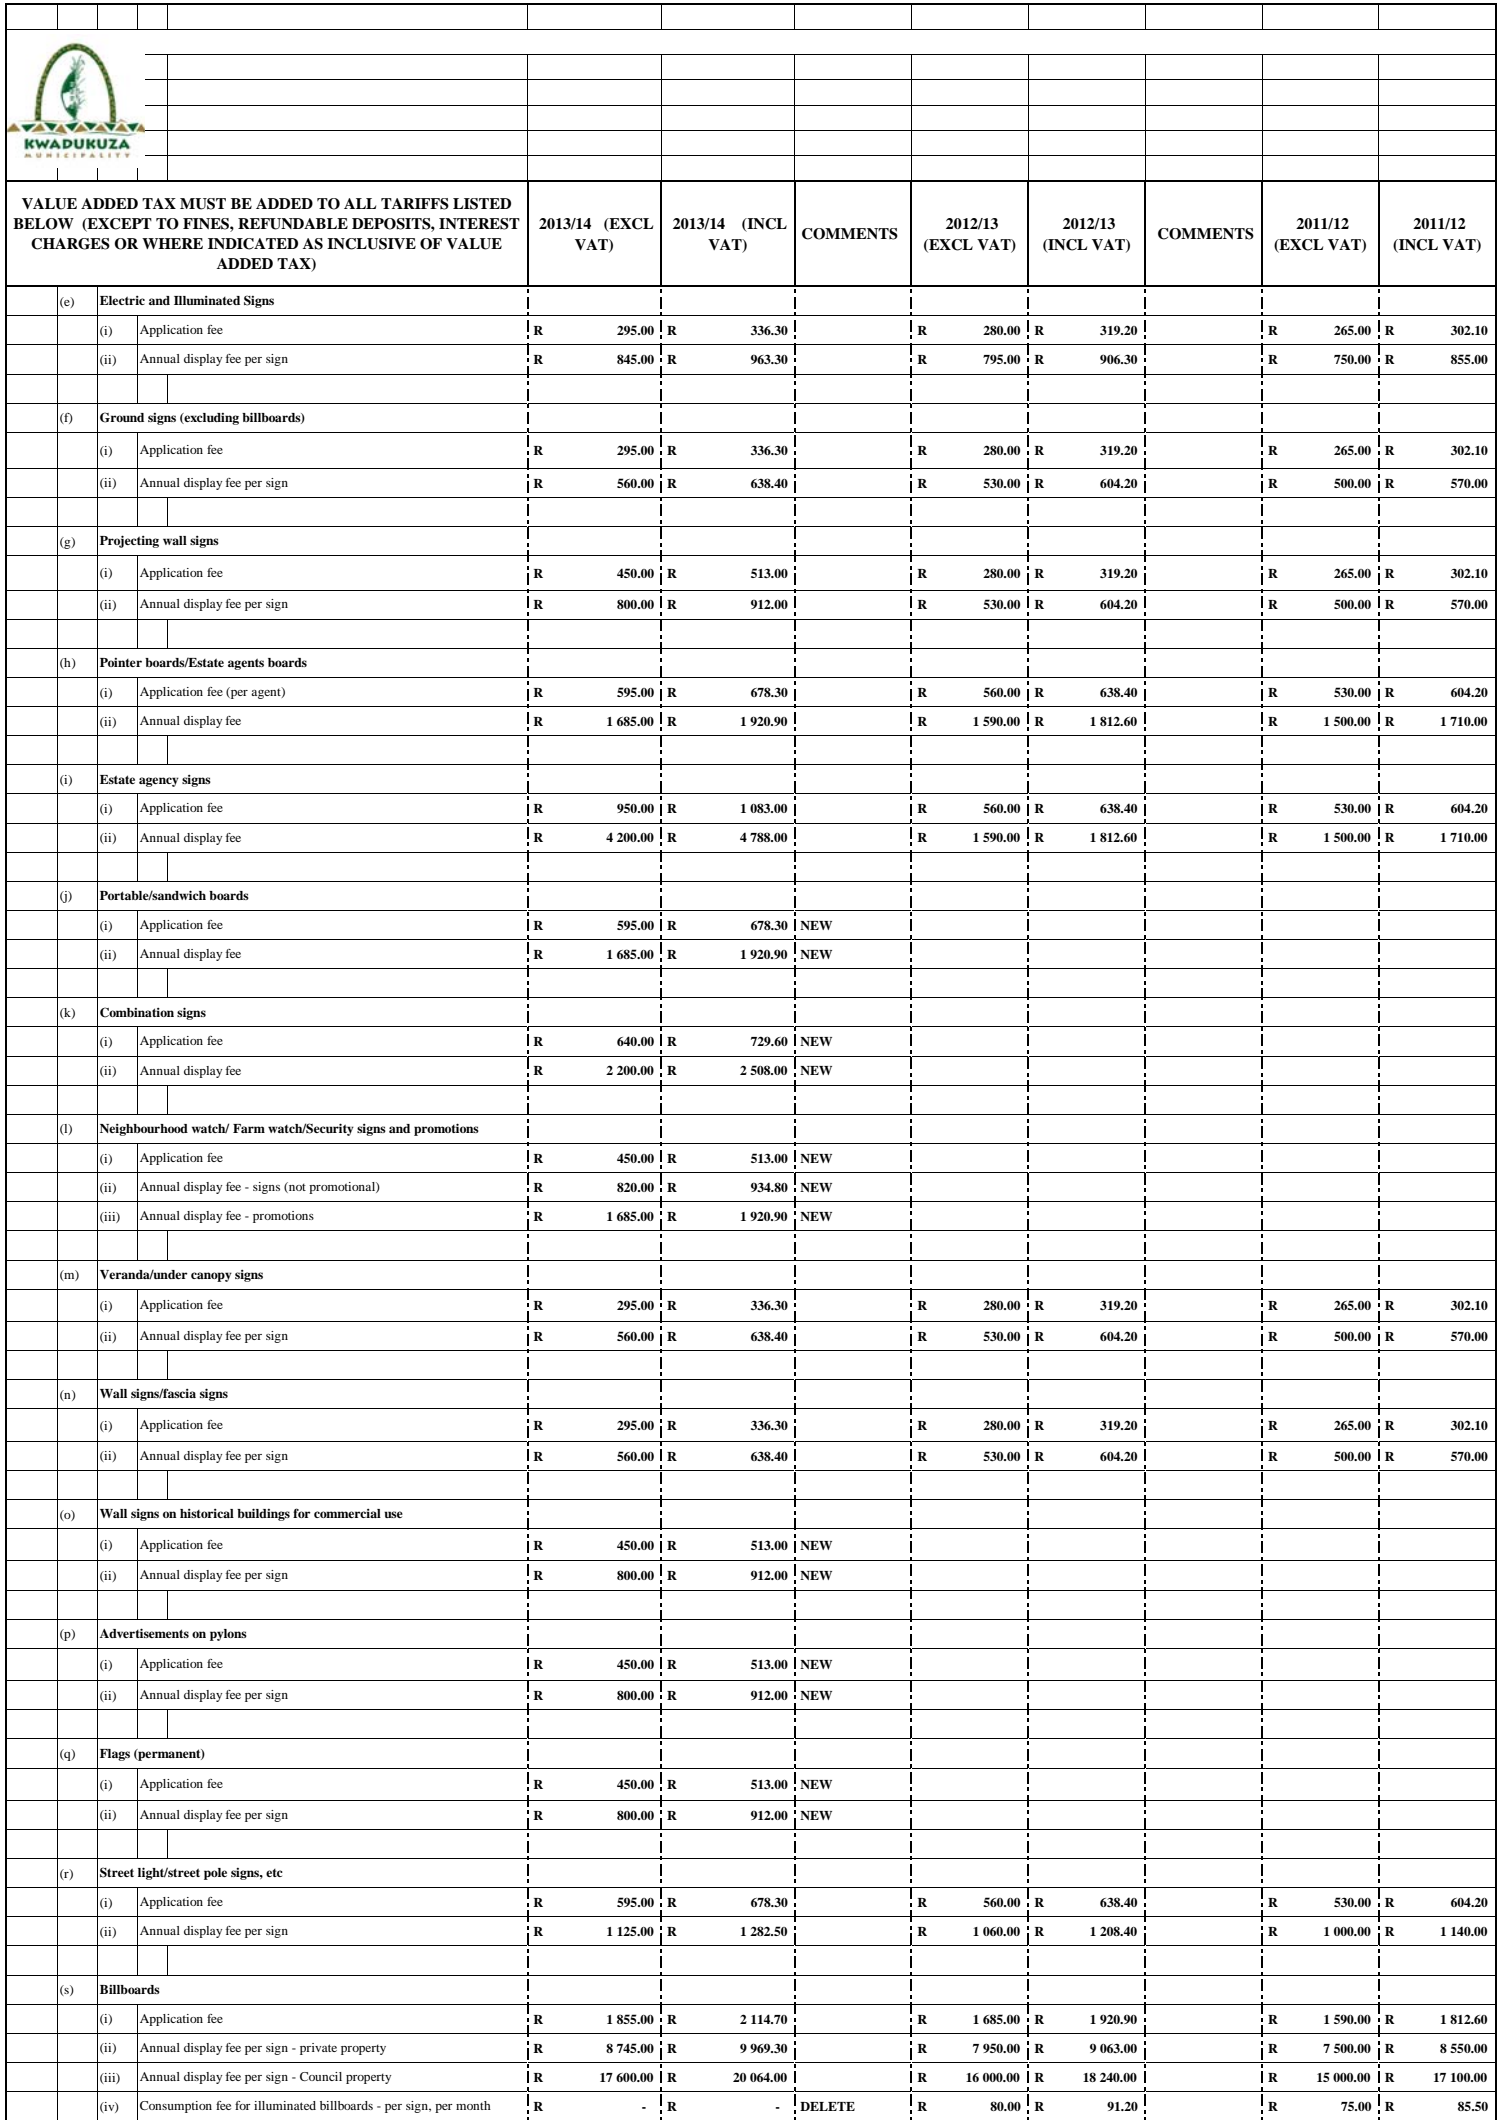 KWADUKUZA
MUNICIPALITY
VALUE ADDED TAX MUST BE ADDED TO ALL TARIFFS LISTED BELOW (EXCEPT TO FINES, REFUNDABLE DEPOSITS, INTEREST CHARGES OR WHERE INDICATED AS INCLUSIVE OF VALUE ADDED TAX) 2013/14 (EXCL VAT) 2013/14 (INCL VAT) COMMENTS 2012/13 (EXCL VAT) 2012/13 (INCL VAT) COMMENTS 2011/12 (EXCL VAT) 2011/12 (INCL VAT)
(e) Electric and Illuminated Signs
(i) Application fee R 295.00 R 336.30 R 280.00 R 319.20 R 265.00 R 302.10
(ii) Annual display fee per sign R 845.00 R 963.30 R 795.00 R 906.30 R 750.00 R 855.00
(f) Ground signs (excluding billboards)
(i) Application fee R 295.00 R 336.30 R 280.00 R 319.20 R 265.00 R 302.10
(ii) Annual display fee per sign R 560.00 R 638.40 R 530.00 R 604.20 R 500.00 R 570.00
(g) Projecting wall signs
(i) Application fee R 450.00 R 513.00 R 280.00 R 319.20 R 265.00 R 302.10
(ii) Annual display fee per sign R 800.00 R 912.00 R 530.00 R 604.20 R 500.00 R 570.00
(h) Pointer boards/Estate agents boards
(i) Application fee (per agent) R 595.00 R 678.30 R 560.00 R 638.40 R 530.00 R 604.20
(ii) Annual display fee R 1 685.00 R 1 920.90 R 1 590.00 R 1 812.60 R 1 500.00 R 1 710.00
(i) Estate agency signs
(i) Application fee R 950.00 R 1 083.00 R 560.00 R 638.40 R 530.00 R 604.20
(ii) Annual display fee R 4 200.00 R 4 788.00 R 1 590.00 R 1 812.60 R 1 500.00 R 1 710.00
(j) Portable/sandwich boards
(i) Application fee R 595.00 R 678.30 NEW
(ii) Annual display fee R 1 685.00 R 1 920.90 NEW
(k) Combination signs
(i) Application fee R 640.00 R 729.60 NEW
(ii) Annual display fee R 2 200.00 R 2 508.00 NEW
(l) Neighbourhood watch/ Farm watch/Security signs and promotions
(i) Application fee R 450.00 R 513.00 NEW
(ii) Annual display fee - signs (not promotional) R 820.00 R 934.80 NEW
(iii) Annual display fee - promotions R 1 685.00 R 1 920.90 NEW
(m) Veranda/under canopy signs
(i) Application fee R 295.00 R 336.30 R 280.00 R 319.20 R 265.00 R 302.10
(ii) Annual display fee per sign R 560.00 R 638.40 R 530.00 R 604.20 R 500.00 R 570.00
(n) Wall signs/fascia signs
(i) Application fee R 295.00 R 336.30 R 280.00 R 319.20 R 265.00 R 302.10
(ii) Annual display fee per sign R 560.00 R 638.40 R 530.00 R 604.20 R 500.00 R 570.00
(o) Wall signs on historical buildings for commercial use
(i) Application fee R 450.00 R 513.00 NEW
(ii) Annual display fee per sign R 800.00 R 912.00 NEW
(p) Advertisements on pylons
(i) Application fee R 450.00 R 513.00 NEW
(ii) Annual display fee per sign R 800.00 R 912.00 NEW
(q) Flags (permanent)
(i) Application fee R 450.00 R 513.00 NEW
(ii) Annual display fee per sign R 800.00 R 912.00 NEW
(r) Street light/street pole signs, etc
(i) Application fee R 595.00 R 678.30 R 560.00 R 638.40 R 530.00 R 604.20
(ii) Annual display fee per sign R 1 125.00 R 1 282.50 R 1 060.00 R 1 208.40 R 1 000.00 R 1 140.00
(s) Billboards
(i) Application fee R 1 855.00 R 2 114.70 R 1 685.00 R 1 920.90 R 1 590.00 R 1 812.60
(ii) Annual display fee per sign - private property R 8 745.00 R 9 969.30 R 7 950.00 R 9 063.00 R 7 500.00 R 8 550.00
(iii) Annual display fee per sign - Council property R 17 600.00 R 20 064.00 R 16 000.00 R 18 240.00 R 15 000.00 R 17 100.00
(iv) Consumption fee for illuminated billboards - per sign, per month R - R - DELETE R 80.00 R 91.20 R 75.00 R 85.50